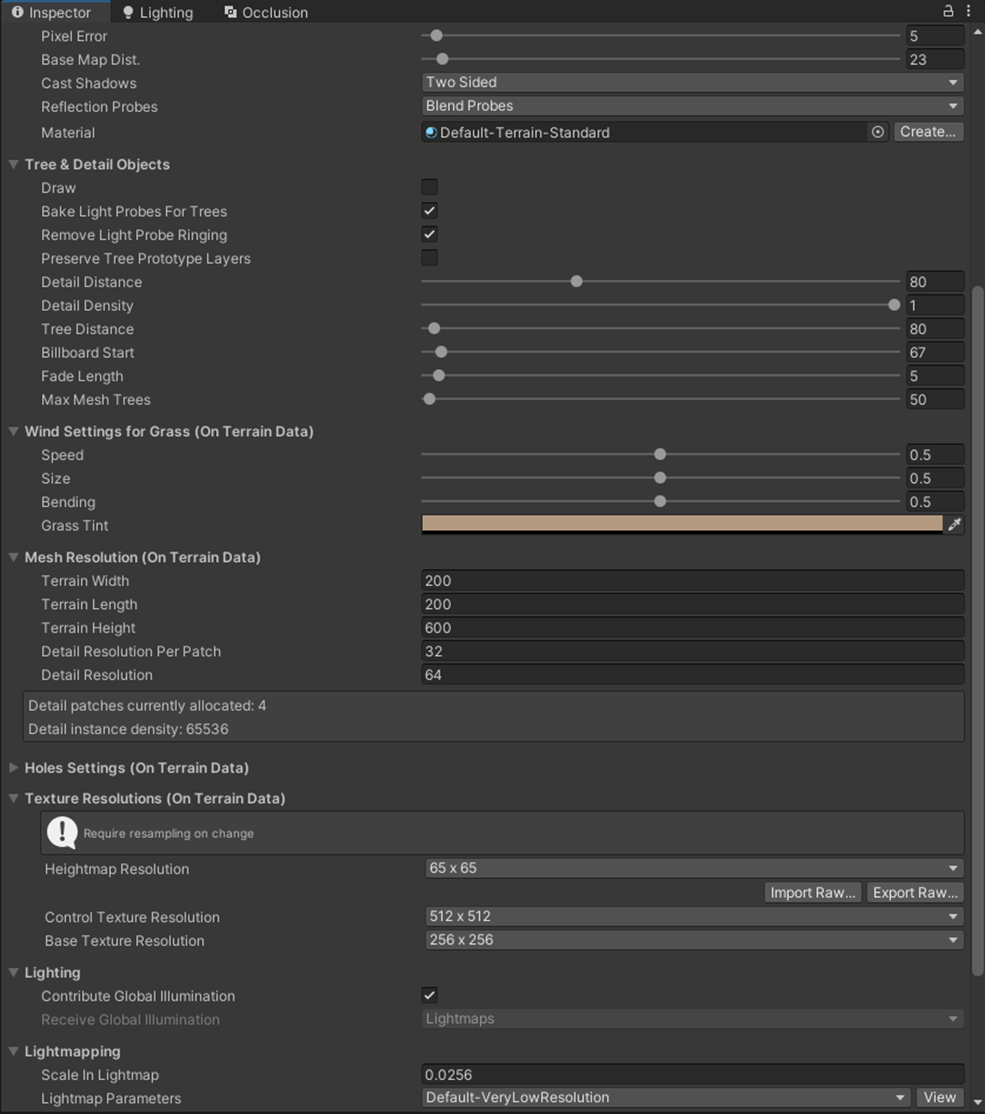 Inspector Lighting Occlusion
Pixel Error 5
Base Map Dist. 23
Cast Shadows Two Sided
Reflection Probes Blend Probes
Material Default-Terrain-Standard Create...
Tree & Detail Objects
Draw
Bake Light Probes For Trees
Remove Light Probe Ringing
Preserve Tree Prototype Layers
Detail Distance 80
Detail Density 1
Tree Distance 80
Billboard Start 67
Fade Length 5
Max Mesh Trees 50
Wind Settings for Grass (On Terrain Data)
Speed 0.5
Size 0.5
Bending 0.5
Grass Tint
Mesh Resolution (On Terrain Data)
Terrain Width 200
Terrain Length 200
Terrain Height 600
Detail Resolution Per Patch 32
Detail Resolution 64
Detail patches currently allocated: 4
Detail instance density: 65536
Holes Settings (On Terrain Data)
Texture Resolutions (On Terrain Data)
Require resampling on change
Heightmap Resolution 65 x 65
Import Raw... Export Raw...
Control Texture Resolution 512 x 512
Base Texture Resolution 256 x 256
Lighting
Contribute Global Illumination
Receive Global Illumination Lightmaps
Lightmapping
Scale In Lightmap 0.0256
Lightmap Parameters Default-VeryLowResolution View